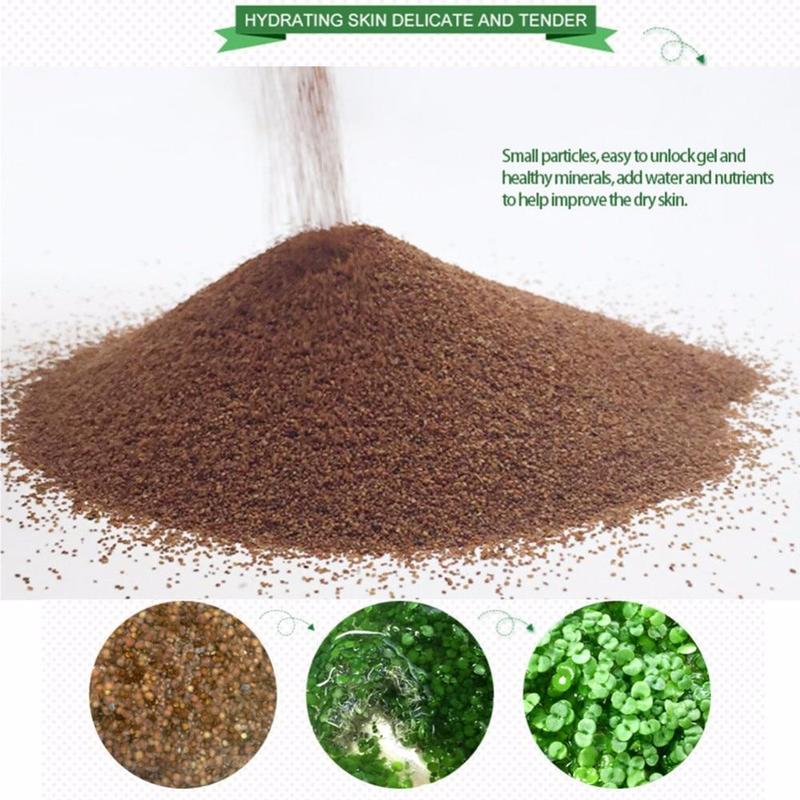 HYDRATING SKIN DELICATE AND TENDER
Small particles, easy to unlock gel and
healthy minerals, add water and nutrients
to help improve the dry skin.